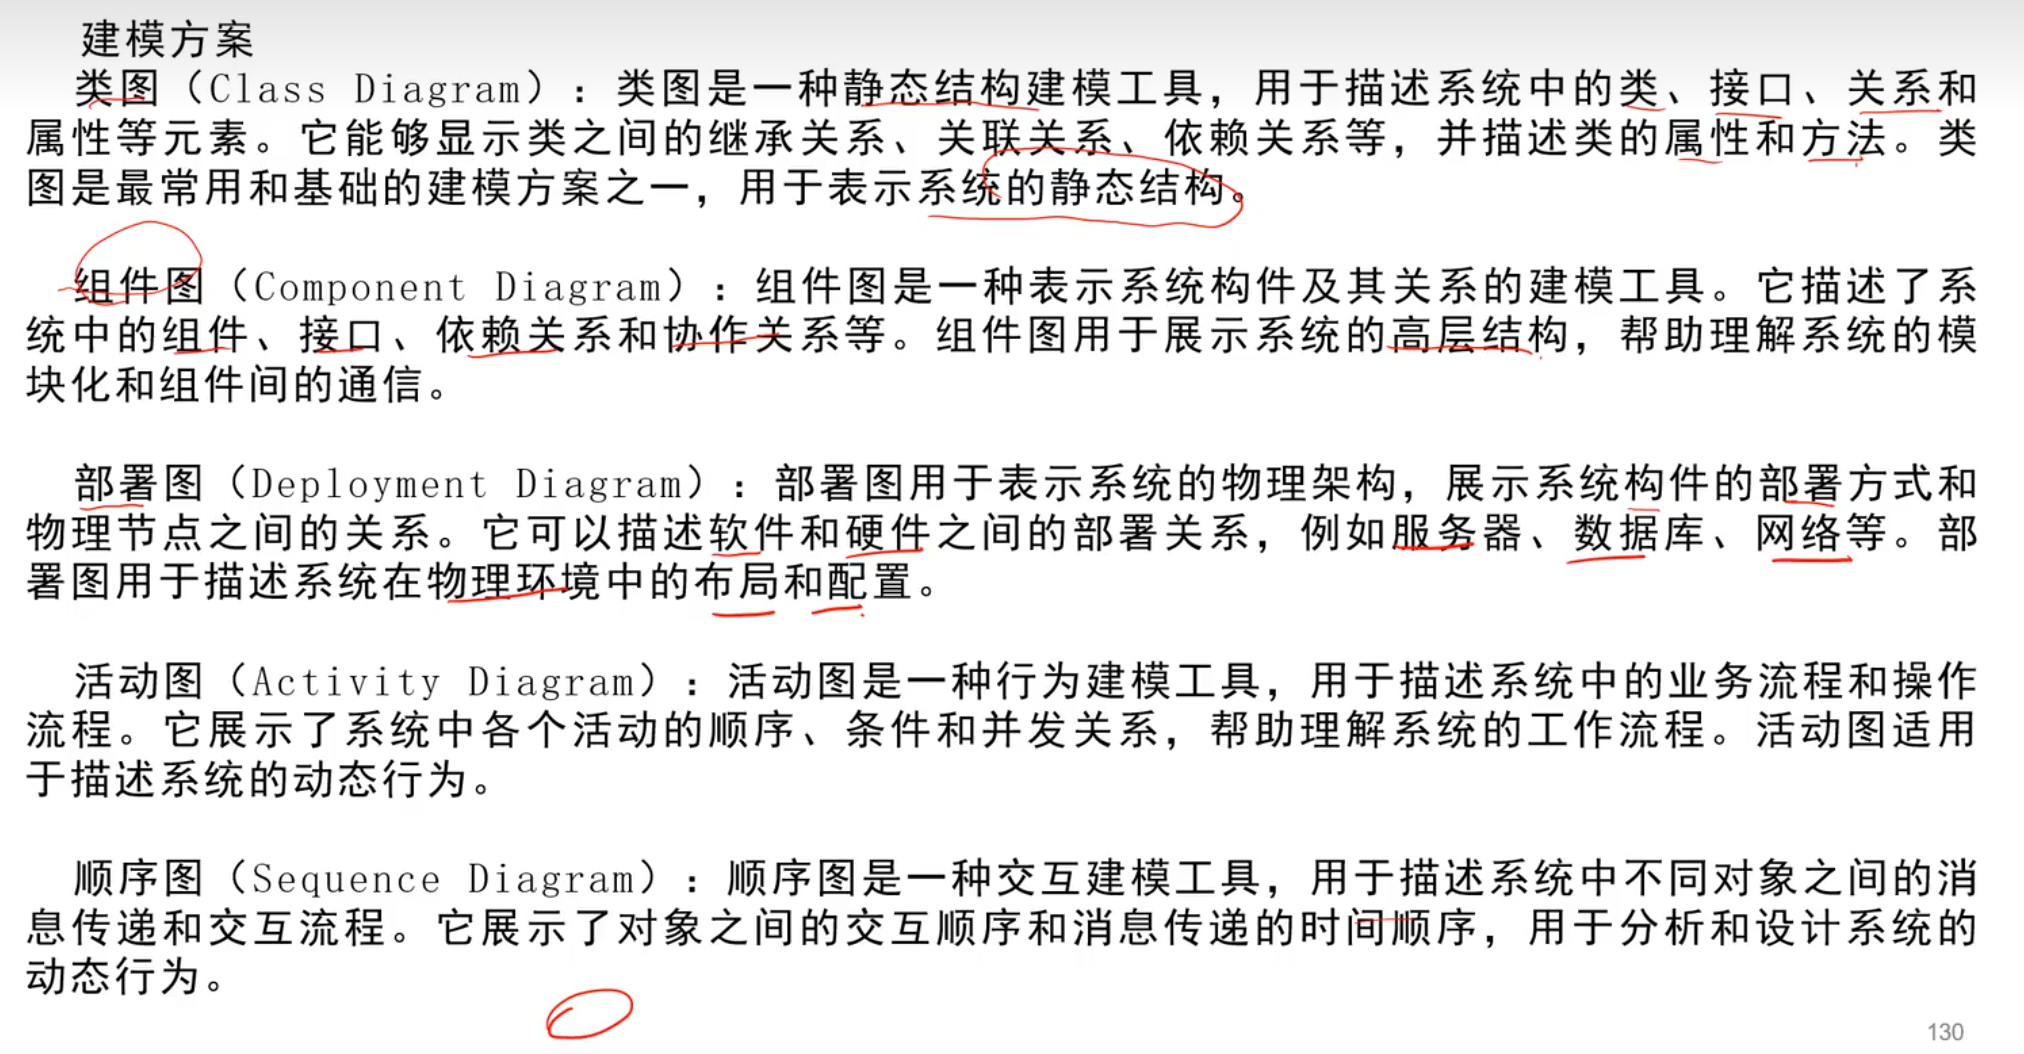 建模方案
类图（Class Diagram）：类图是一种静态结构建模工具，用于描述系统中的类、接口、关系和
属性等元素。它能够显示类之间的继承关系、关联关系、依赖关系等，并描述类的属性和方法。类
图是最常用和基础的建模方案之一，用于表示系统的静态结构。
组件图（Component Diagram）：组件图是一种表示系统构件及其关系的建模工具。它描述了系
统中的组件、接口、依赖关系和协作关系等。组件图用于展示系统的高层结构，帮助理解系统的模
块化和组件间的通信。
部署图（Deployment Diagram）：部署图用于表示系统的物理架构，展示系统构件的部署方式和
物理节点之间的关系。它可以描述软件和硬件之间的部署关系，例如服务器、数据库、网络等。部
署图用于描述系统在物理环境中的布局和配置。
活动图（Activity Diagram）：活动图是一种行为建模工具，用于描述系统中的业务流程和操作
流程。它展示了系统中各个活动的顺序、条件和并发关系，帮助理解系统的工作流程。活动图适用
于描述系统的动态行为。
顺序图（Sequence Diagram）：顺序图是一种交互建模工具，用于描述系统中不同对象之间的消
息传递和交互流程。它展示了对象之间的交互顺序和消息传递的时间顺序，用于分析和设计系统的
动态行为。
130